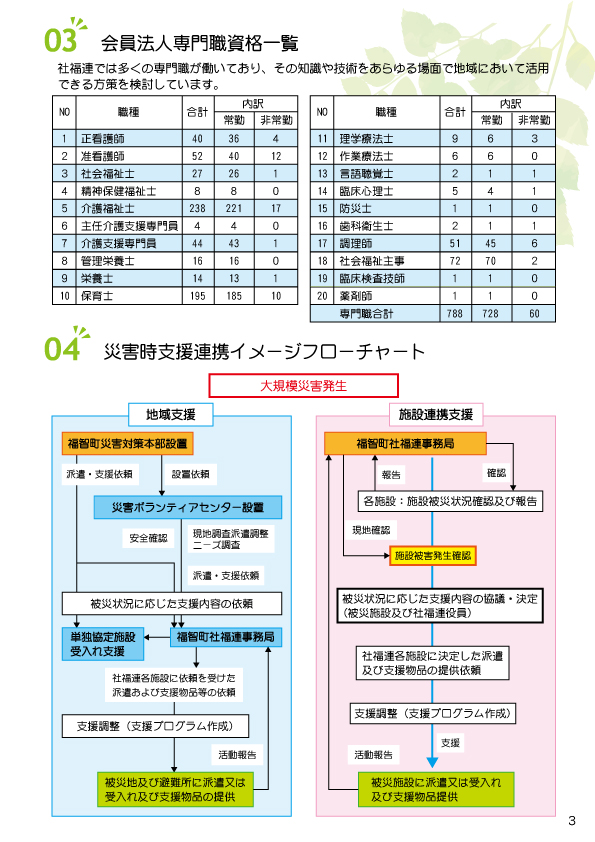 03 会員法人専門職資格一覧
社福連では多くの専門職が働いており、その知識や技術をあらゆる場面で地域において活用
できる方策を検討しています。
NO 職種 合計 内訳
常勤 非常勤
1 正看護師 40 36 4
2 准看護師 52 40 12
3 社会福祉士 27 26 1
4 精神保健福祉士 8 8 0
5 介護福祉士 238 221 17
6 主任介護支援専門員 4 4 0
7 介護支援専門員 44 43 1
8 管理栄養士 16 16 0
9 栄養士 14 13 1
10 保育士 195 185 10
NO 職種 合計 内訳
常勤 非常勤
11 理学療法士 9 6 3
12 作業療法士 6 6 0
13 言語聴覚士 2 1 1
14 臨床心理士 5 4 1
15 防災士 1 1 0
16 歯科衛生士 2 1 1
17 調理師 51 45 6
18 社会福祉主事 72 70 2
19 臨床検査技師 1 1 0
20 薬剤師 1 1 0
専門職合計 788 728 60
04 災害時支援連携イメージフローチャート
大規模災害発生
地域支援
福智町災害対策本部設置
派遣・支援依頼 設置依頼
災害ボランティアセンター設置
安全確認
現地調査派遣調整
ニーズ調査
派遣・支援依頼
被災状況に応じた支援内容の依頼
単独協定施設
受入れ支援
福智町社福連事務局
社福連各施設に依頼を受けた
派遣および支援物品等の依頼
支援調整（支援プログラム作成）
活動報告
被災地及び避難所に派遣又は
受入れ及び支援物品の提供
施設連携支援
福智町社福連事務局
報告 確認
各施設：施設被災状況確認及び報告
現地確認
施設被害発生確認
被災状況に応じた支援内容の協議・決定
（被災施設及び社福連役員）
社福連各施設に決定した派遣
及び支援物品の提供依頼
支援調整（支援プログラム作成）
支援
活動報告
被災施設に派遣又は受入れ
及び支援物品提供
3